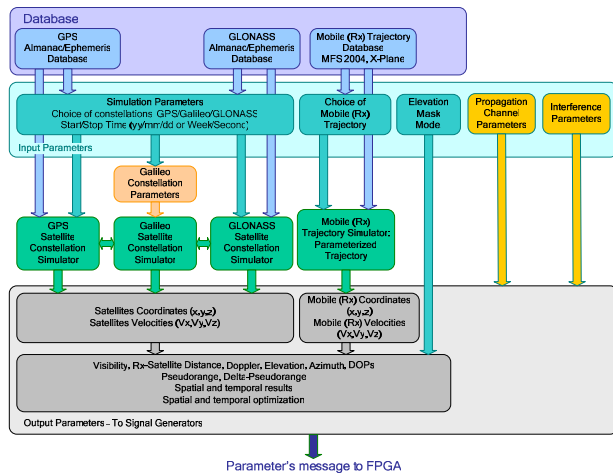 Database
GPS
Almanac/Ephemeris
Database
GLONASS
Almanac/Ephemeris
Database
Mobile (Rx) Trajectory
Database
MFS 2004, X-Plane
Simulation Parameters
Choice of constellations GPS/Galileo/GLONASS
Start/Stop Time (yy/mm/dd or Week/Second)
Choice of
Mobile (Rx)
Trajectory
Elevation
Mask
Mode
Propagation
Channel
Parameters
Interference
Parameters
Input Parameters
Galileo
Constellation
Parameters
GPS
Satellite
Constellation
Simulator
Galileo
Satellite
Constellation
Simulator
GLONASS
Satellite
Constellation
Simulator
Mobile (Rx)
Trajectory Simulator:
Parameterized
Trajectory
Satellites Coordinates (x,y,z)
Satellites Velocities (Vx,Vy,Vz)
Mobile (Rx) Coordinates
(x,y,z)
Mobile (Rx) Velocities
(Vx,Vy,Vz)
Visibility, Rx-Satellite Distance, Doppler, Elevation, Azimuth, DOPs
Pseudorange, Delta-Pseudorange
Spatial and temporal results
Spatial and temporal optimization
Output Parameters - To Signal Generators
Parameter's message to FPGA